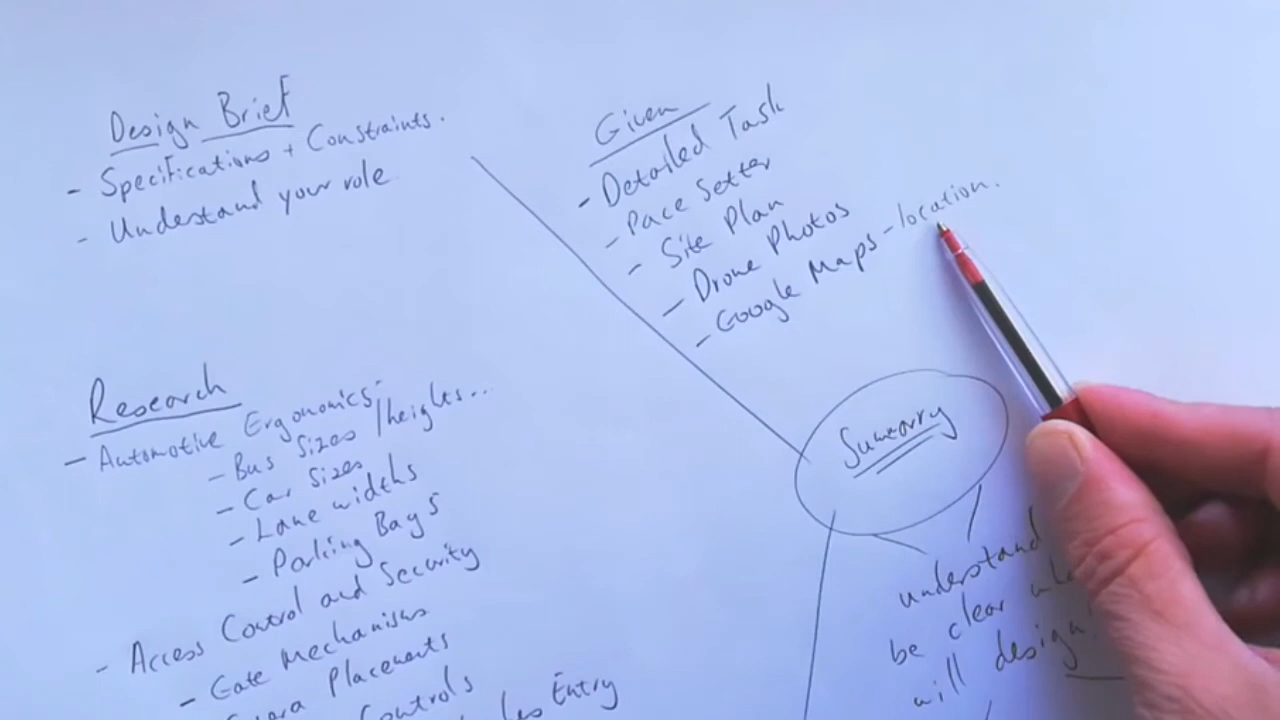 Design Brief
- Specifications + Constraints.
- Understand your role
Given
- Detailed Task
- Pace Setter
- Site Plan
- Drone Photos
- Google Maps - location.
Research
- Automotive Ergonomics
- Bus sizes/heights...
- Car sizes
- Lane widths
- Parking Bays
- Access Control and Security
- Gate Mechanisms
Placements
Controls
Entry
Summary
understand
be clear
will design